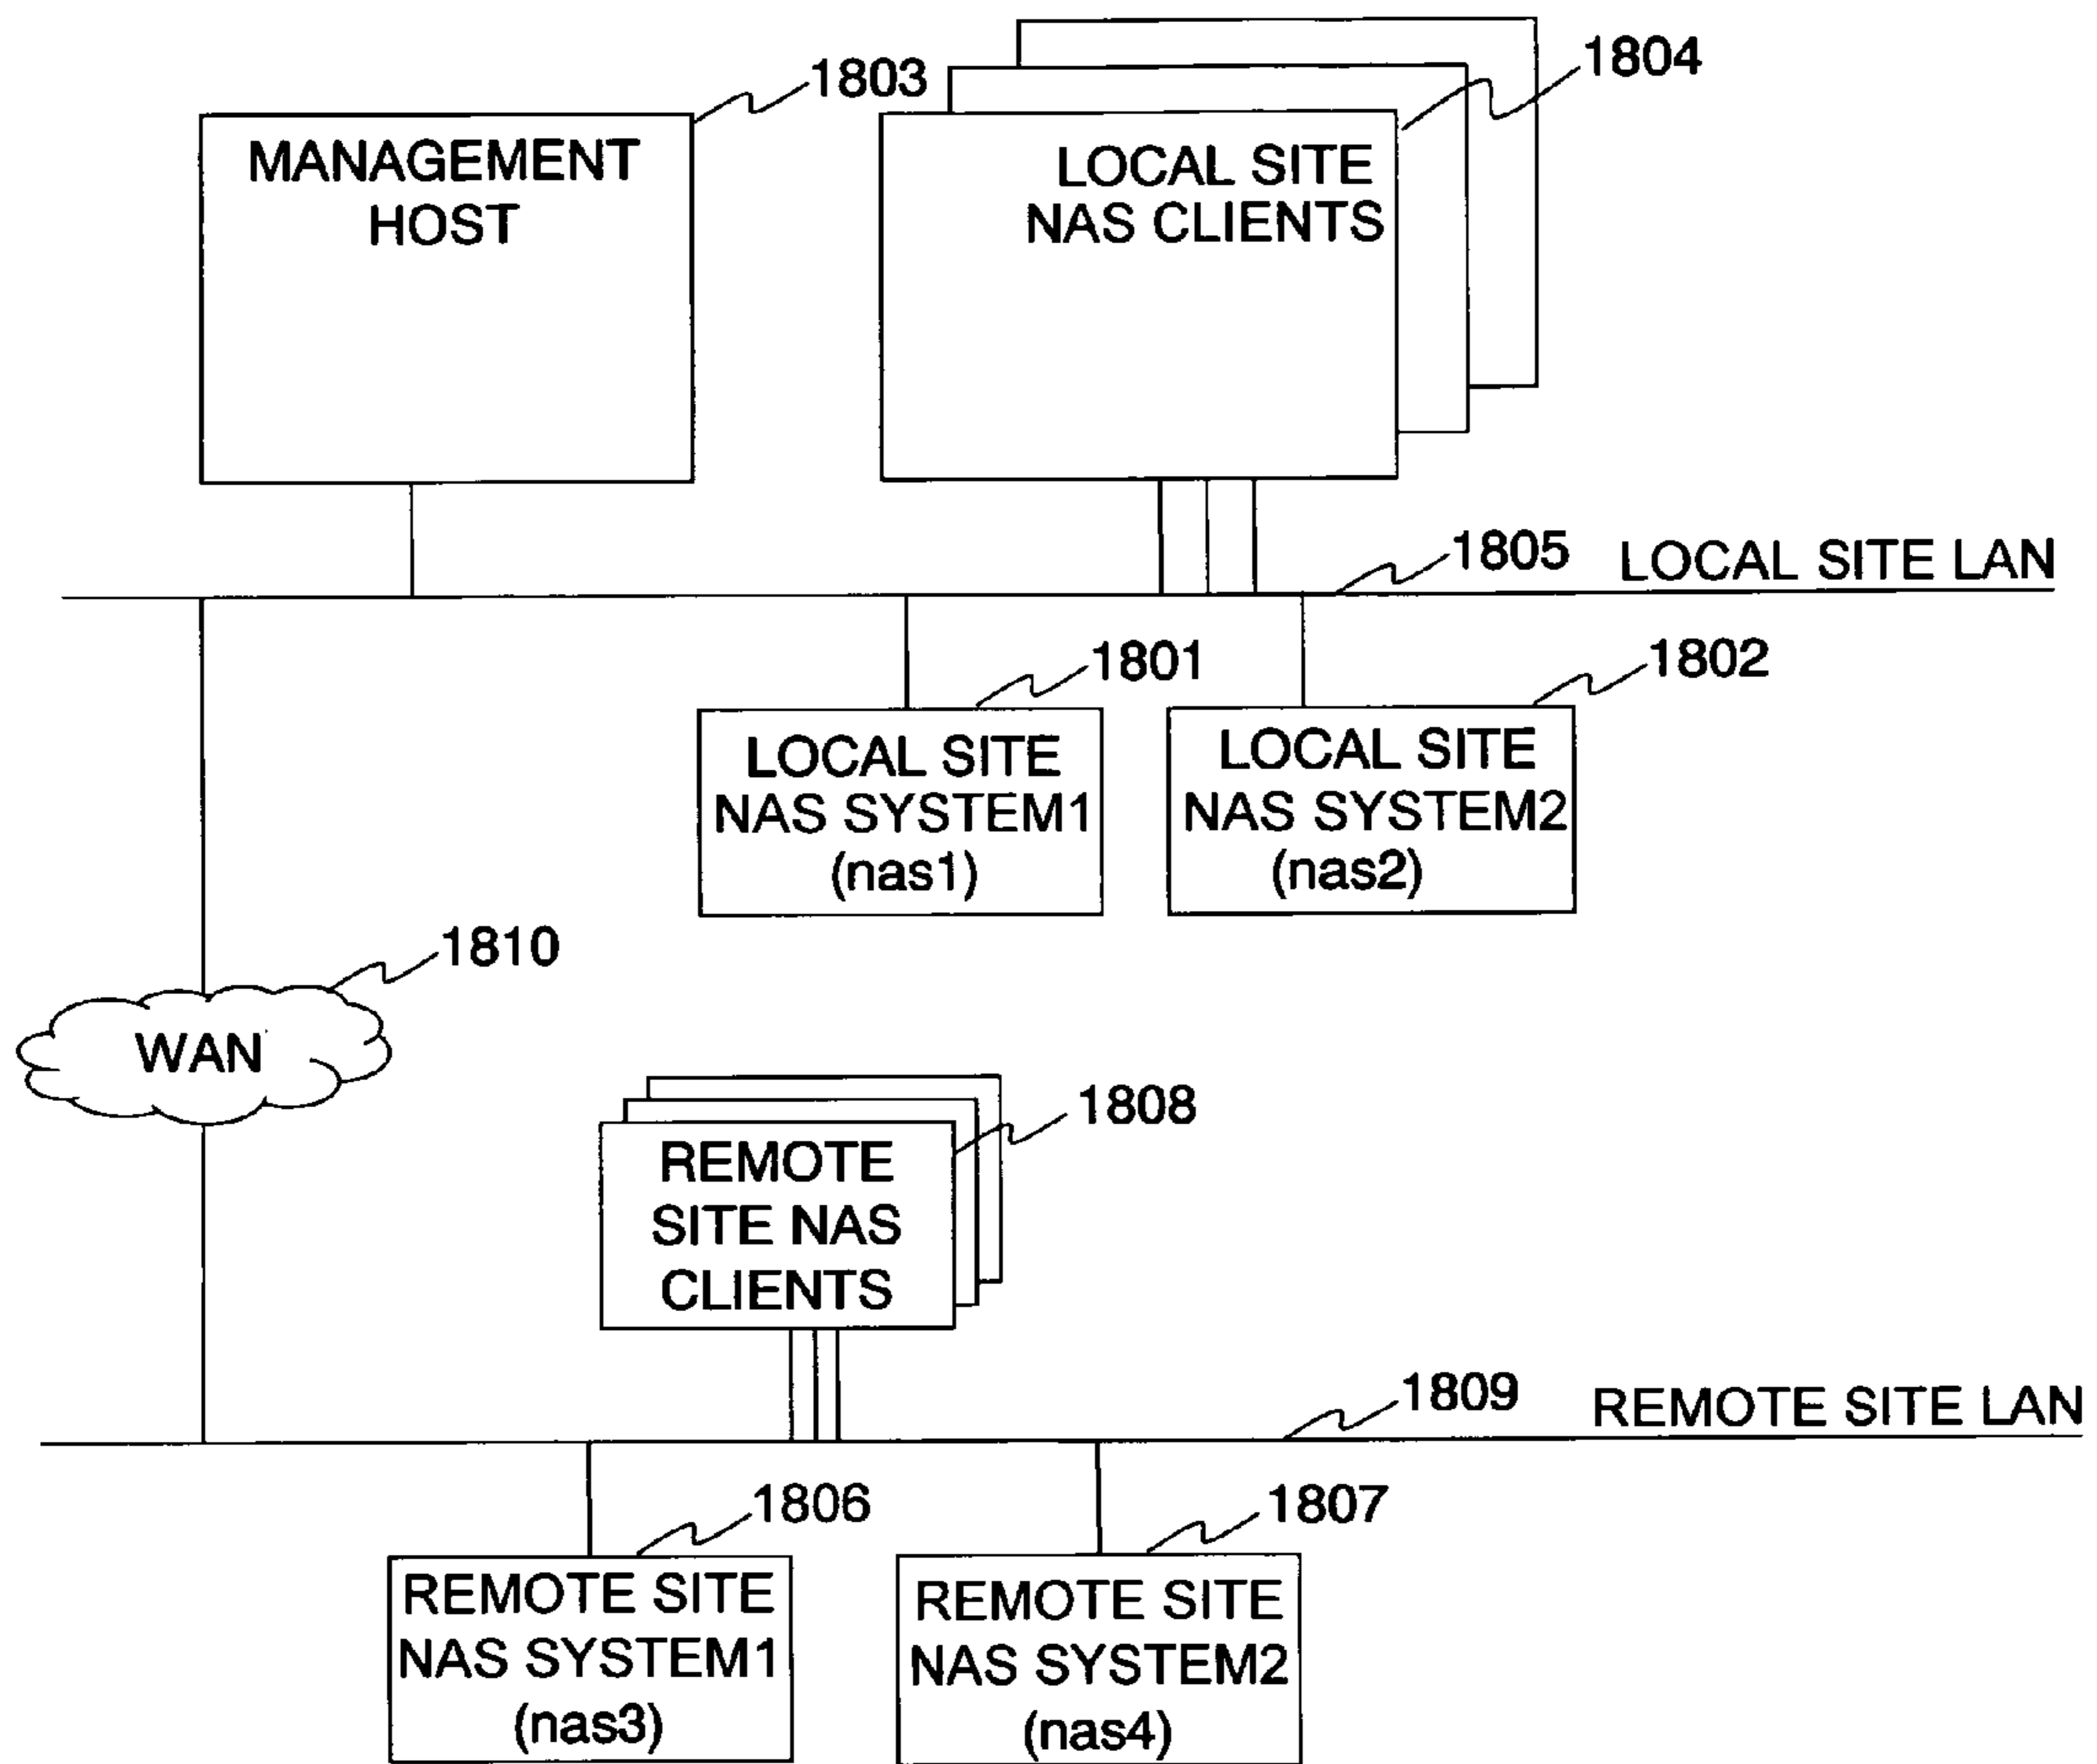 1803
1804
MANAGEMENT
HOST
LOCAL SITE
NAS CLIENTS
1805
LOCAL SITE LAN
1801
1802
LOCAL SITE
NAS SYSTEM1
(nas1)
LOCAL SITE
NAS SYSTEM2
(nas2)
1810
WAN
1808
REMOTE
SITE NAS
CLIENTS
1809
REMOTE SITE LAN
1806
1807
REMOTE SITE
NAS SYSTEM1
(nas3)
REMOTE SITE
NAS SYSTEM2
(nas4)